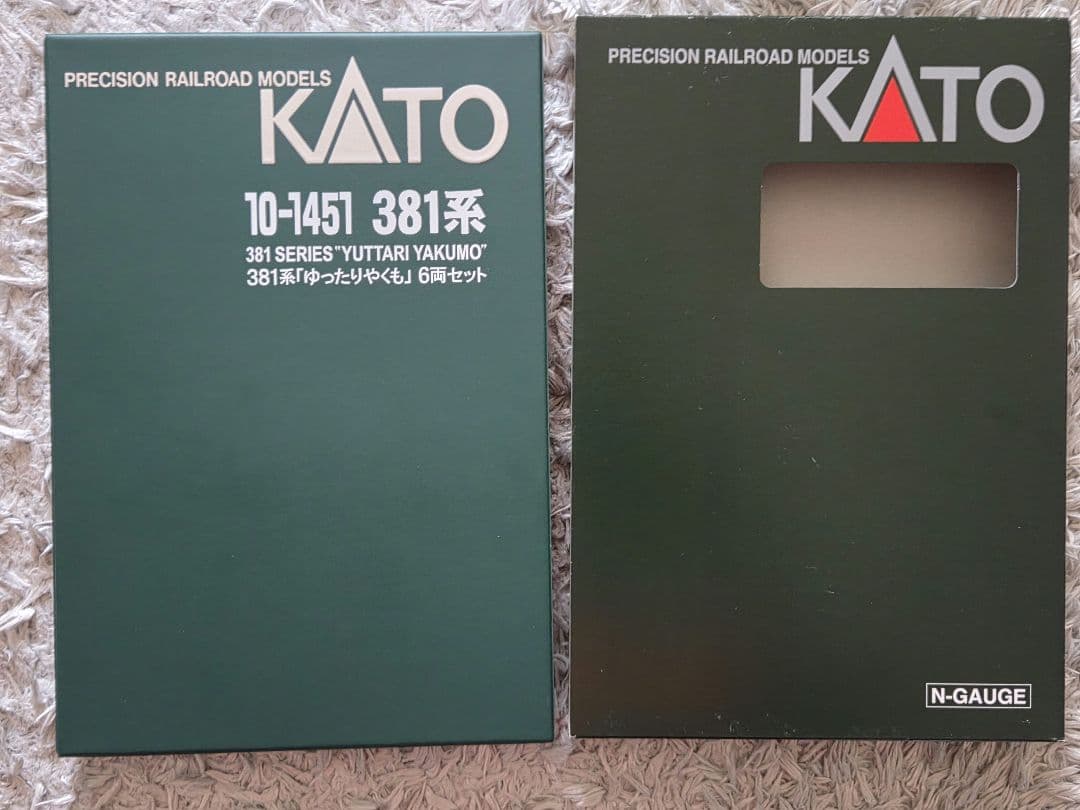 PRECISION RAILROAD MODELS
KATO
10-1451 381系
381 SERIES "YUTTARI YAKUMO"
381系「ゆったりやくも」 6両セット
PRECISION RAILROAD MODELS
KATO
N-GAUGE